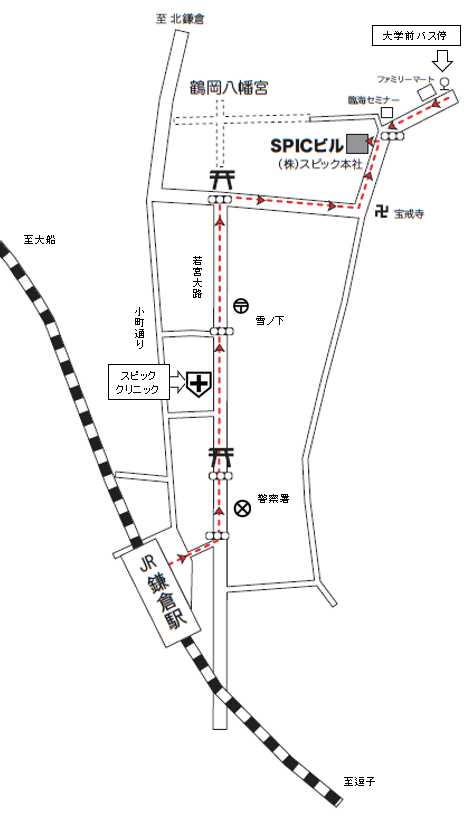 至 北鎌倉
大学前バス停
鶴岡八幡宮
ファミリーマート
臨海セミナー
SPICビル
(株)スピック本社
宝戒寺
至大船
若宮大路
小町通り
雪ノ下
スピック
クリニック
警察署
JR 鎌倉駅
至逗子